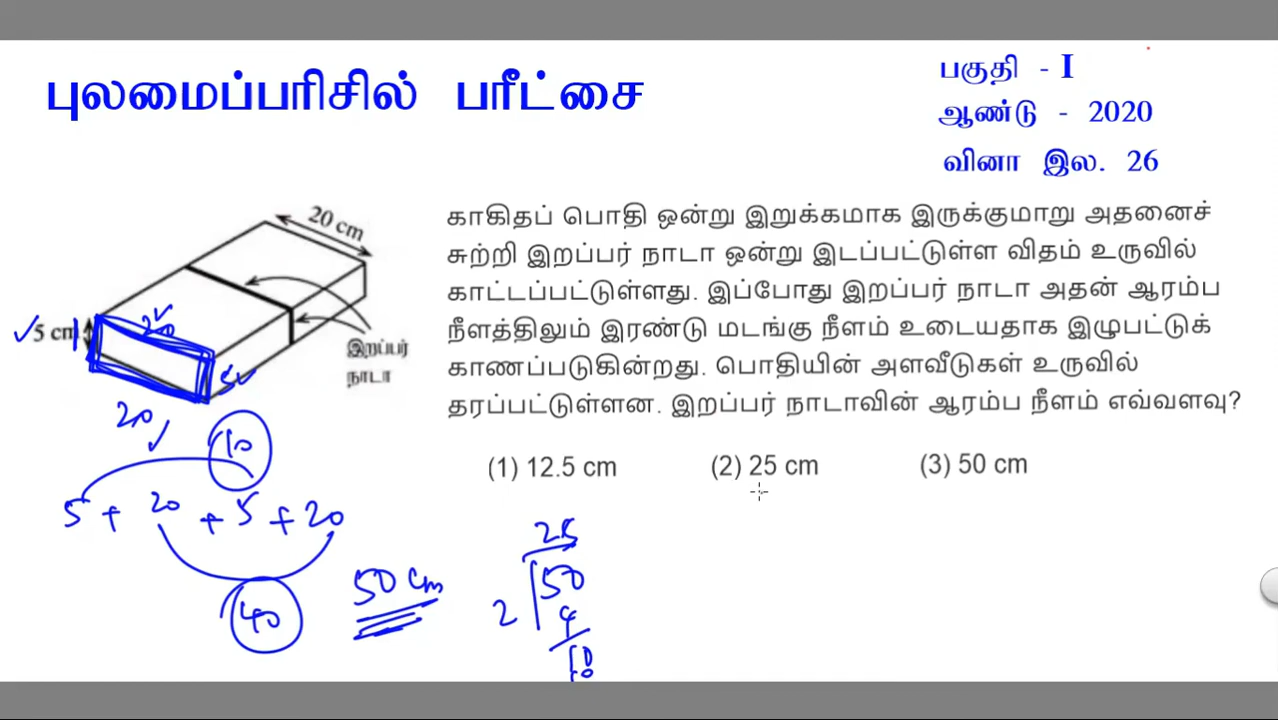 புலமைப்பரிசில் பரீட்சை
பகுதி - I
ஆண்டு - 2020
வினா இல. 26
20 cm
5 cm
20
5
20
இறப்பர்
நாடா
காகிதப் பொதி ஒன்று இறுக்கமாக இருக்குமாறு அதனைச்
சுற்றி இறப்பர் நாடா ஒன்று இடப்பட்டுள்ள விதம் உருவில்
காட்டப்பட்டுள்ளது. இப்போது இறப்பர் நாடா அதன் ஆரம்ப
நீளத்திலும் இரண்டு மடங்கு நீளம் உடையதாக இழுபட்டுக்
காணப்படுகின்றது. பொதியின் அளவீடுகள் உருவில்
தரப்பட்டுள்ளன. இறப்பர் நாடாவின் ஆரம்ப நீளம் எவ்வளவு?
(1) 12.5 cm (2) 25 cm (3) 50 cm
10
5 + 20 + 5 + 20
40
50 cm
25
2 50
4
10